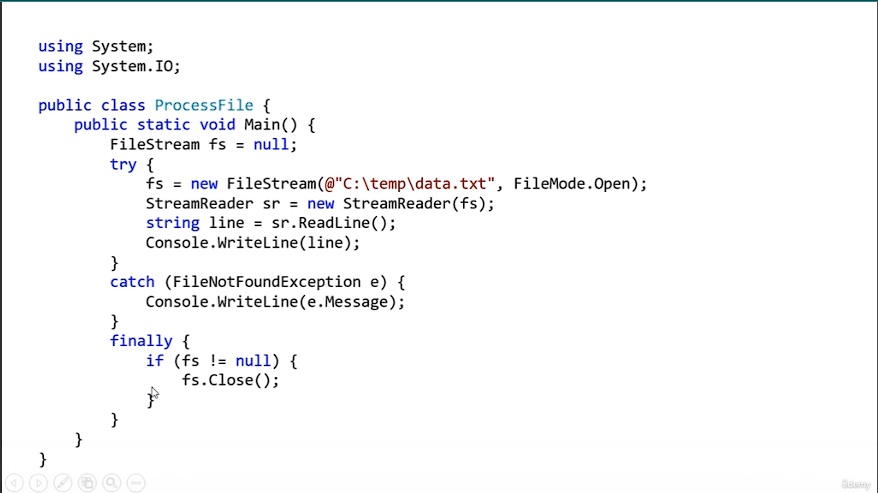 using System;
using System.IO;
public class ProcessFile {
public static void Main() {
FileStream fs = null;
try {
fs = new FileStream(@"C:\temp\data.txt", FileMode.Open);
StreamReader sr = new StreamReader(fs);
string line = sr.ReadLine();
Console.WriteLine(line);
}
catch (FileNotFoundException e) {
Console.WriteLine(e.Message);
}
finally {
if (fs != null) {
fs.Close();
}
}
}
}
Udemy